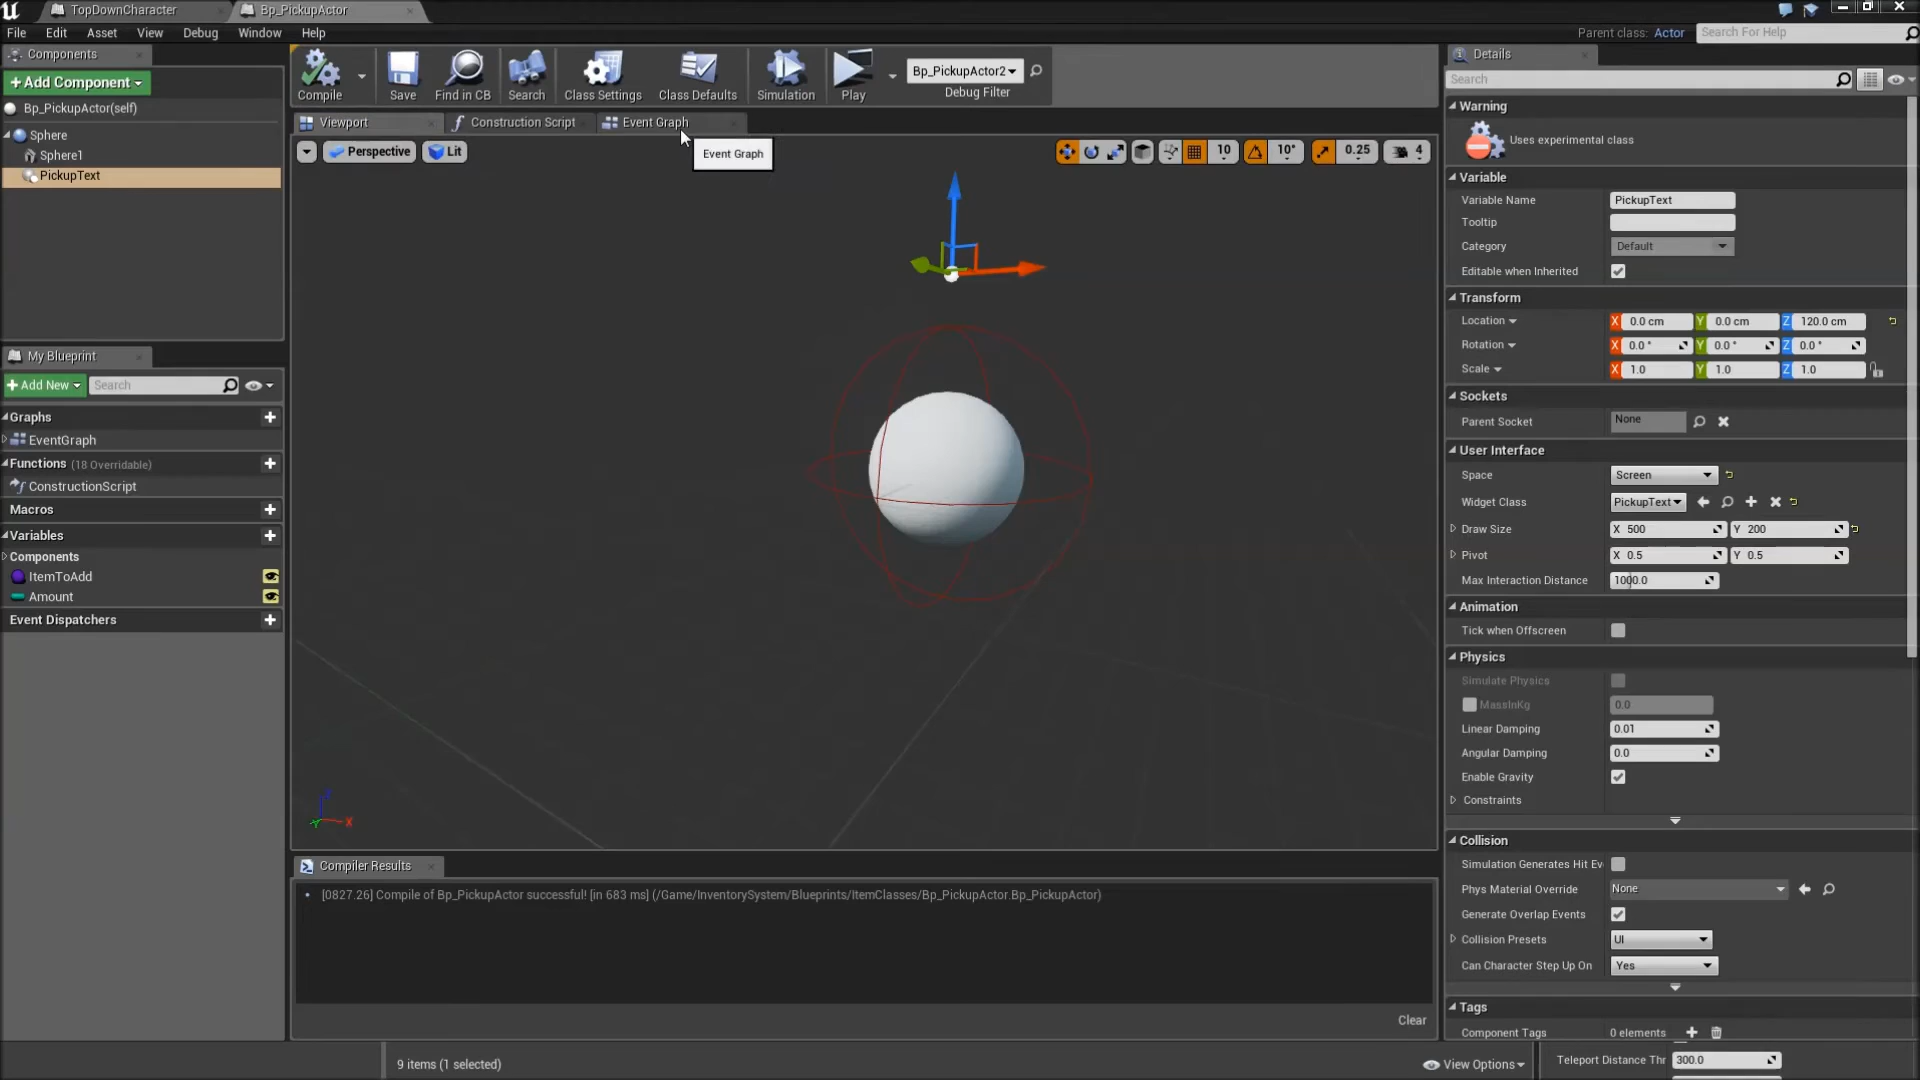 TopDownCharacter
Bp_PickupActor
File Edit Asset View Debug Window Help
Parent class: Actor
Search For Help
Components
+Add Component
Bp_PickupActor(self)
Sphere
Sphere1
PickupText
My Blueprint
+Add New
Search
Graphs
EventGraph
Functions (18 Overridable)
ConstructionScript
Macros
Variables
Components
ItemToAdd
Amount
Event Dispatchers
Compile
Save
Find in CB
Search
Class Settings
Class Defaults
Simulation
Play
Bp_PickupActor2
Debug Filter
Viewport
Construction Script
Event Graph
Perspective
Lit
Event Graph
10
10°
0.25
4
X
Compiler Results
[0827.26] Compile of Bp_PickupActor successful! [in 683 ms] (/Game/InventorySystem/Blueprints/ItemClasses/Bp_PickupActor.Bp_PickupActor)
Clear
9 items (1 selected)
View Options
Details
Search
Warning
Uses experimental class
Variable
Variable Name PickupText
Tooltip
Category Default
Editable when Inherited
Transform
Location X 0.0 cm Y 0.0 cm Z 120.0 cm
Rotation X 0.0 ° Y 0.0 ° Z 0.0 °
Scale X 1.0 Y 1.0 Z 1.0
Sockets
Parent Socket None
User Interface
Space Screen
Widget Class PickupText
Draw Size X 500 Y 200
Pivot X 0.5 Y 0.5
Max Interaction Distance 1000.0
Animation
Tick when Offscreen
Physics
Simulate Physics
MassInKg 0.0
Linear Damping 0.01
Angular Damping 0.0
Enable Gravity
Constraints
Collision
Simulation Generates Hit Ev
Phys Material Override None
Generate Overlap Events
Collision Presets UI
Can Character Step Up On Yes
Tags
Component Tags 0 elements
Teleport Distance Thr 300.0